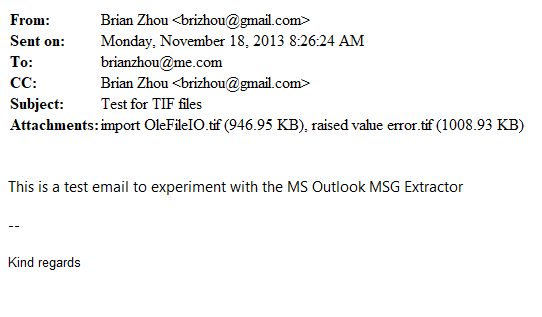 From: Brian Zhou <brizhou@gmail.com>
Sent on: Monday, November 18, 2013 8:26:24 AM
To: brianzhou@me.com
CC: Brian Zhou <brizhou@gmail.com>
Subject: Test for TIF files
Attachments: import OleFileIO.tif (946.95 KB), raised value error.tif (1008.93 KB)
This is a test email to experiment with the MS Outlook MSG Extractor
--
Kind regards